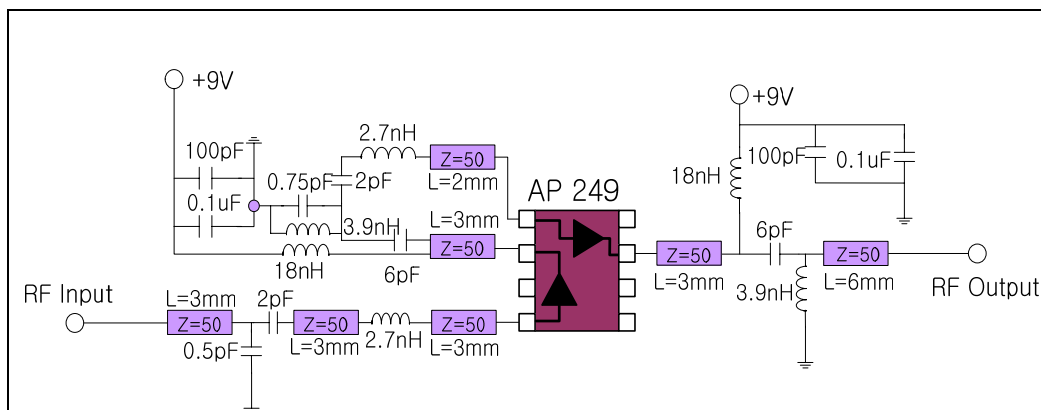 +9V
100pF
0.1uF
0.75pF
2pF
2.7nH
Z=50
L=2mm
L=3mm
Z=50
3.9nH
6pF
18nH
AP 249
+9V
100pF
0.1uF
18nH
6pF
Z=50
L=3mm
3.9nH
Z=50
L=6mm
RF Output
RF Input
L=3mm
Z=50
0.5pF
2pF
Z=50
L=3mm
2.7nH
Z=50
L=3mm